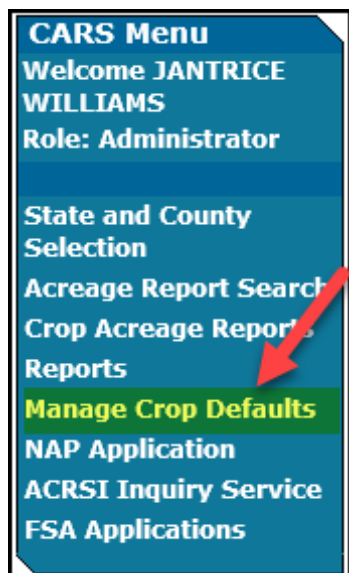 CARS Menu
Welcome JANTRICE
WILLIAMS
Role: Administrator
State and County
Selection
Acreage Report Search
Crop Acreage Reports
Reports
Manage Crop Defaults
NAP Application
ACRSI Inquiry Service
FSA Applications